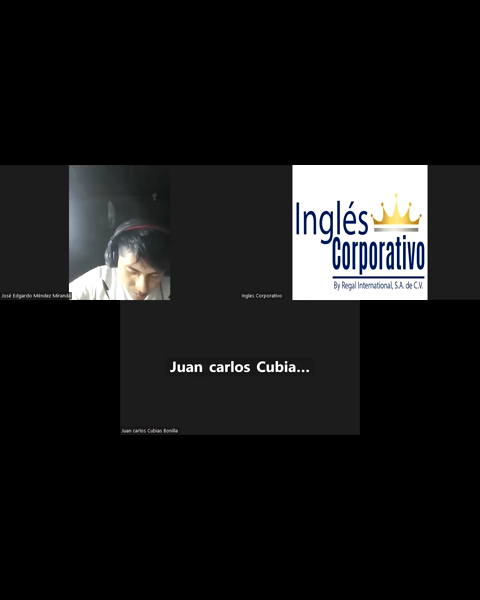 Inglés
Corporativo
By Regal International, S.A. de C.V.
José Edgardo Méndez Miranda
Ingles Corporativo
Juan carlos Cubia...
Juan carlos Cubias Bonilla